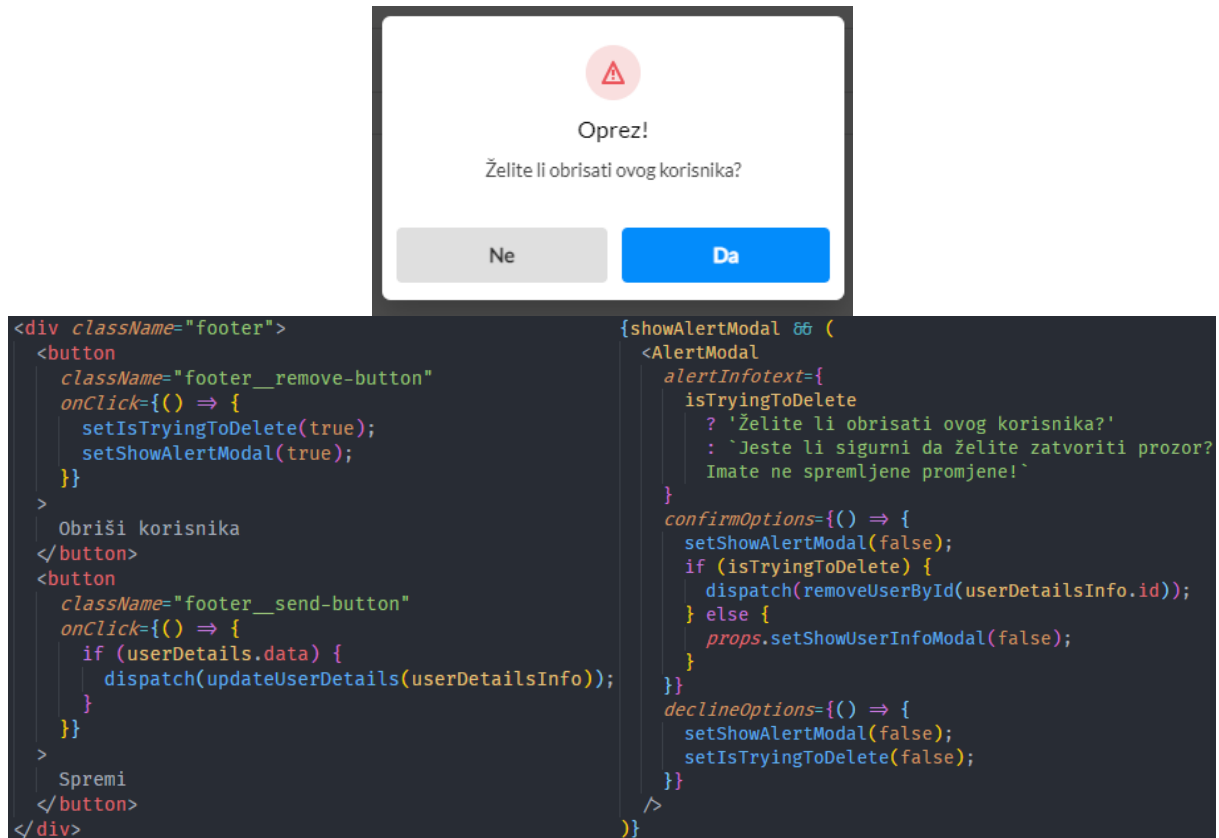 Oprez!
Želite li obrisati ovog korisnika?
Ne
Da
<div className="footer">
<button
className="footer__remove-button"
onClick={() => {
setIsTryingToDelete(true);
setShowAlertModal(true);
}}
>
Obriši korisnika
</button>
<button
className="footer__send-button"
onClick={() => {
if (userDetails.data) {
dispatch(updateUserDetails(userDetailsInfo));
}
}}
>
Spremi
</button>
</div>
{showAlertModal && (
<AlertModal
alertInfotext={
isTryingToDelete
? 'Želite li obrisati ovog korisnika?'
: `Jeste li sigurni da želite zatvoriti prozor?
Imate ne spremljene promjene!`
}
confirmOptions={() => {
setShowAlertModal(false);
if (isTryingToDelete) {
dispatch(removeUserById(userDetailsInfo.id));
} else {
props.setShowUserInfoModal(false);
}
}}
declineOptions={() => {
setShowAlertModal(false);
setIsTryingToDelete(false);
}}
/>
)}